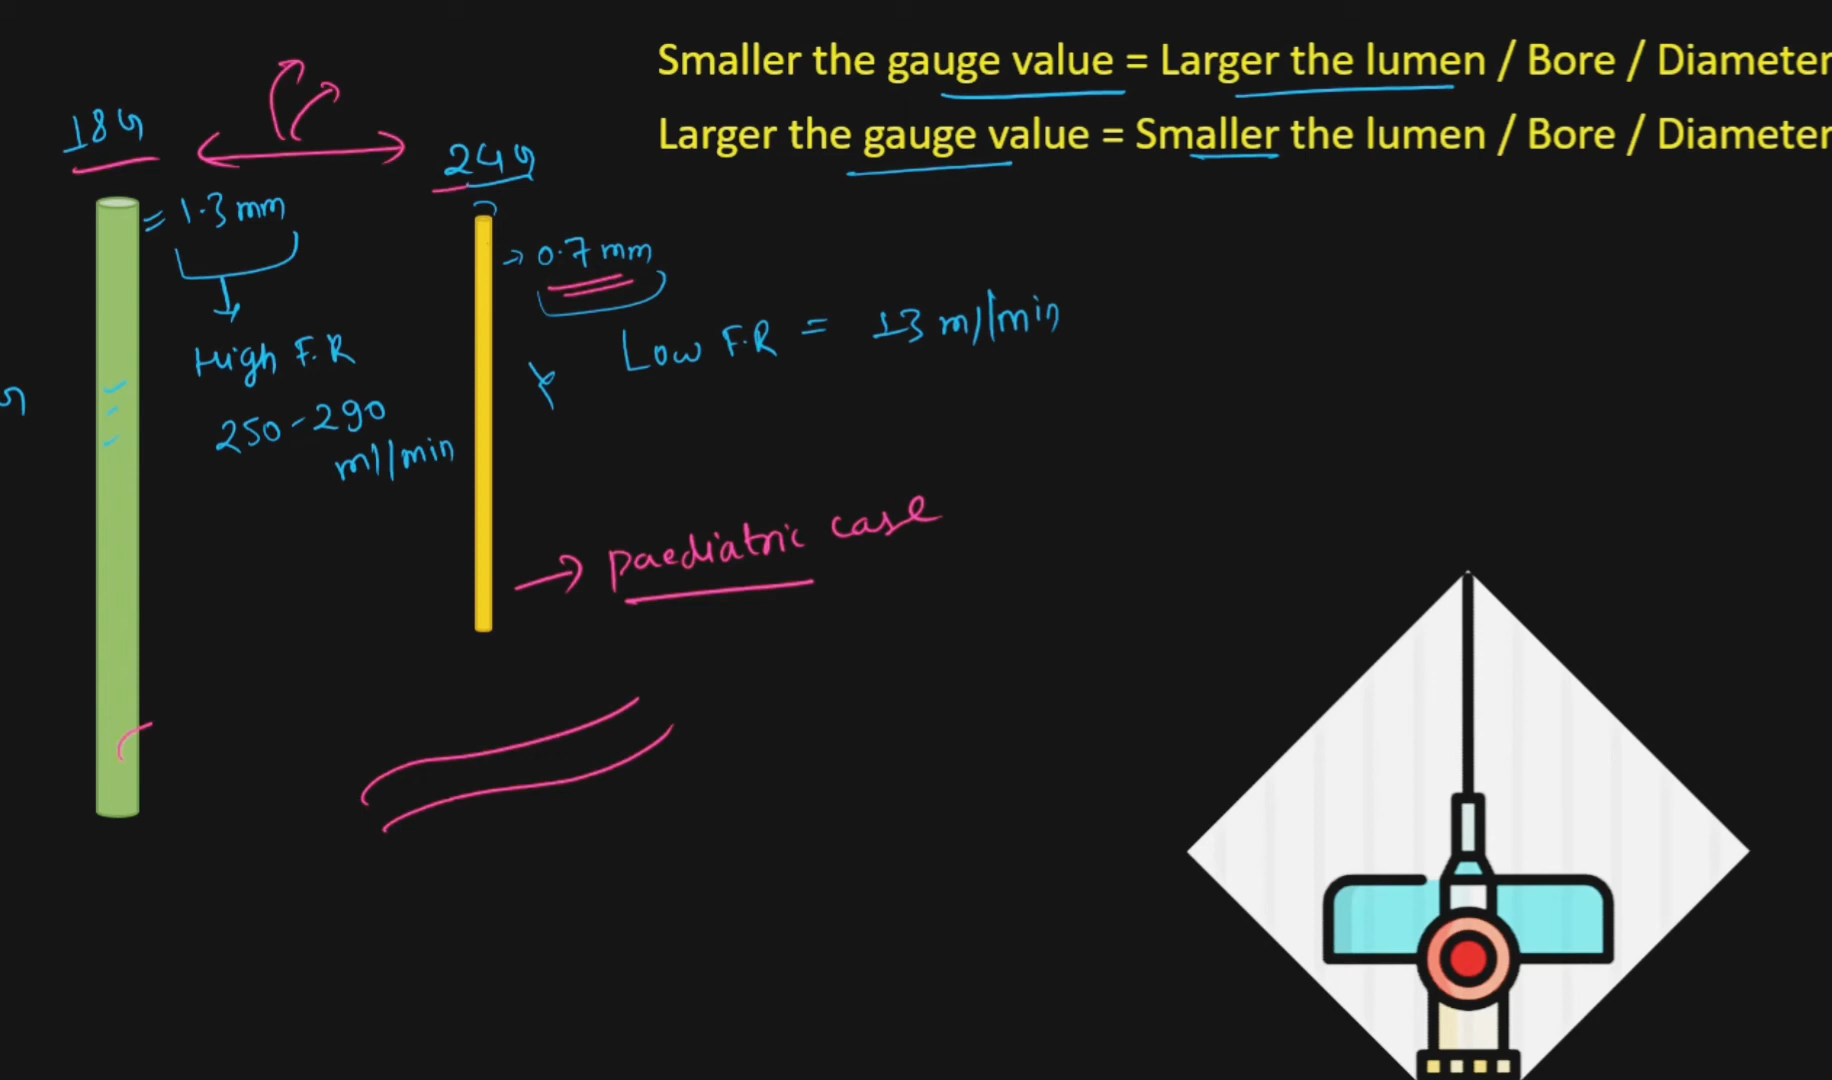 Smaller the gauge value = Larger the lumen / Bore / Diameter
Larger the gauge value = Smaller the lumen / Bore / Diameter
18G
24G
= 1.3 mm
→ 0.7 mm
High F.R
250-290
ml/min
Low F.R = 13 ml/min
→ paediatric case